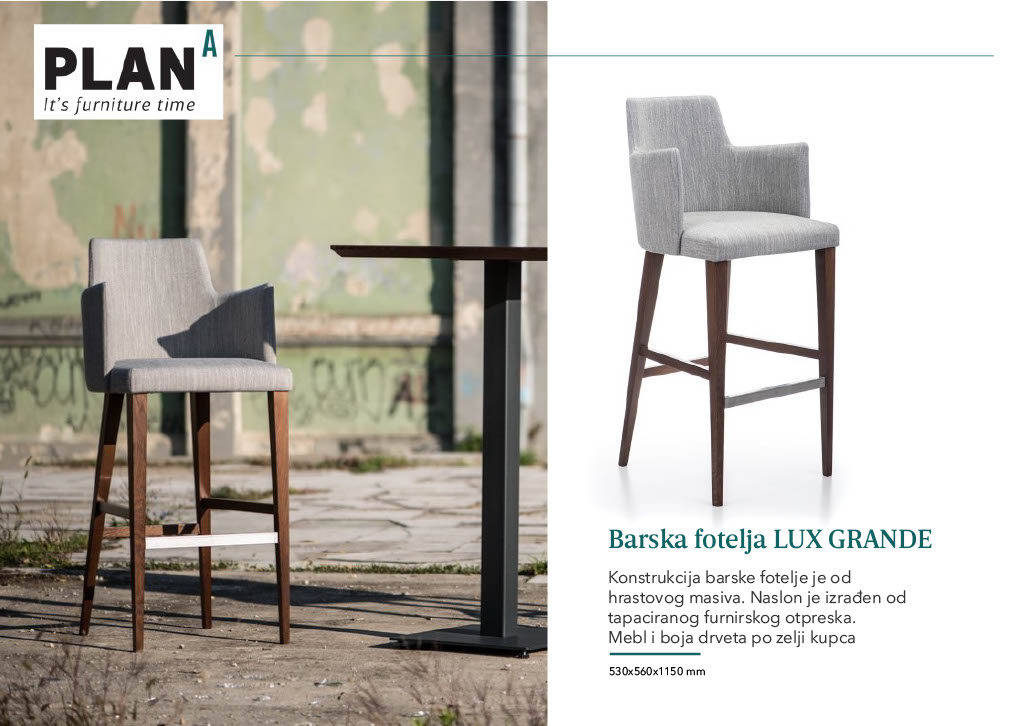 PLAN A
It's furniture time
Barska fotelja LUX GRANDE
Konstrukcija barske fotelje je od
hrastovog masiva. Naslon je izrađen od
tapaciranog furnirskog otpreska.
Mebl i boja drveta po zelji kupca
530x560x1150 mm